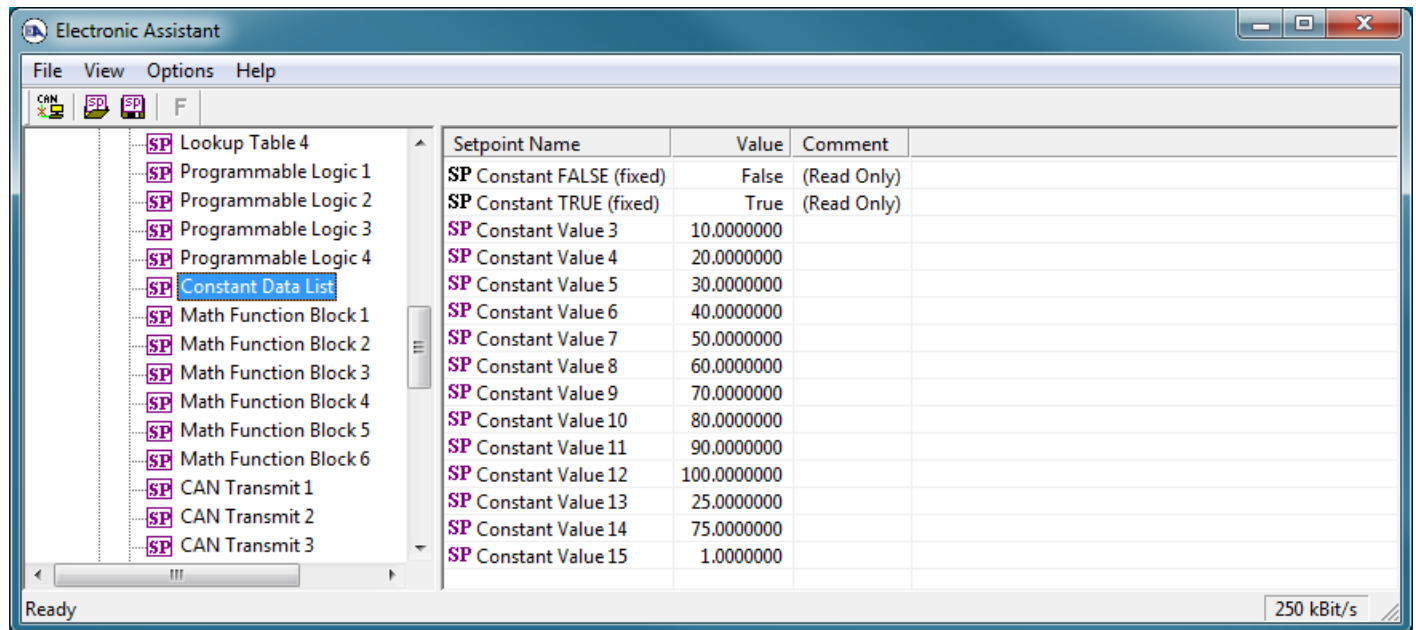 Electronic Assistant
File View Options Help
CAN SP SP F
SP Lookup Table 4
SP Programmable Logic 1
SP Programmable Logic 2
SP Programmable Logic 3
SP Programmable Logic 4
SP Constant Data List
SP Math Function Block 1
SP Math Function Block 2
SP Math Function Block 3
SP Math Function Block 4
SP Math Function Block 5
SP Math Function Block 6
SP CAN Transmit 1
SP CAN Transmit 2
SP CAN Transmit 3
Setpoint Name Value Comment
SP Constant FALSE (fixed) False (Read Only)
SP Constant TRUE (fixed) True (Read Only)
SP Constant Value 3 10.0000000
SP Constant Value 4 20.0000000
SP Constant Value 5 30.0000000
SP Constant Value 6 40.0000000
SP Constant Value 7 50.0000000
SP Constant Value 8 60.0000000
SP Constant Value 9 70.0000000
SP Constant Value 10 80.0000000
SP Constant Value 11 90.0000000
SP Constant Value 12 100.0000000
SP Constant Value 13 25.0000000
SP Constant Value 14 75.0000000
SP Constant Value 15 1.0000000
Ready 250 kBit/s